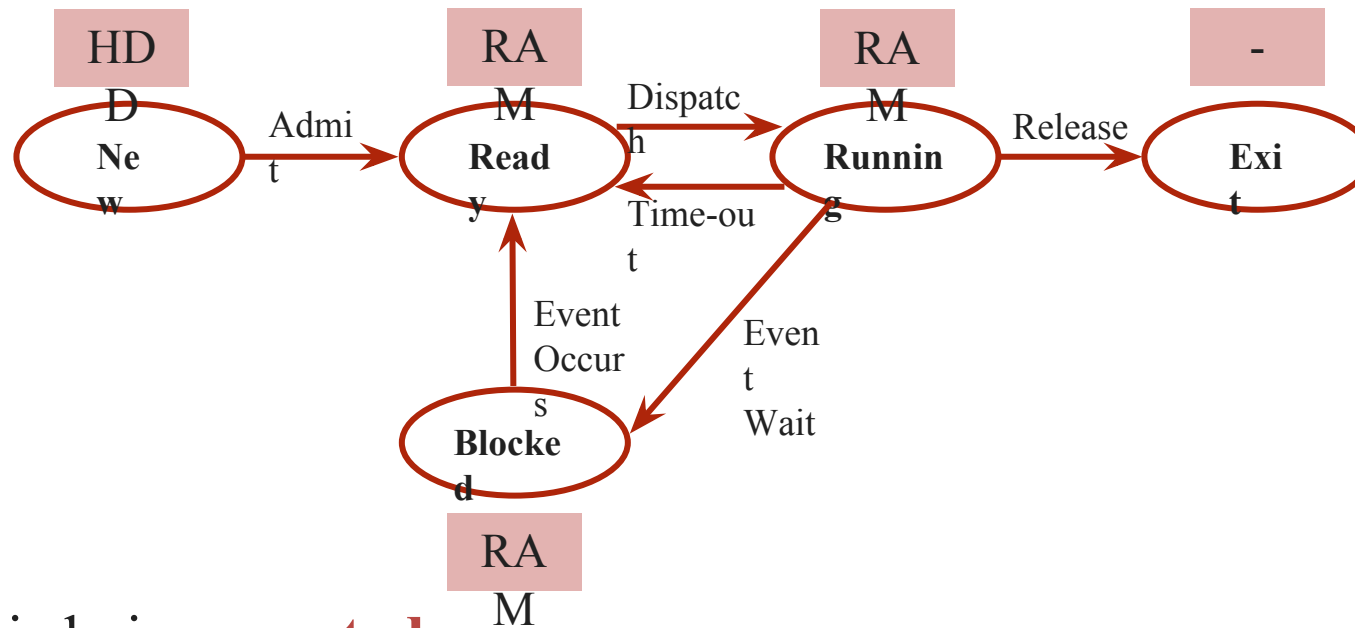 HD
D
RA
M
RA
M
-
Ne
w
Admi
t
Read
y
Dispatc
h
Time-ou
t
Runnin
g
Release
Exi
t
Event
Occur
s
Even
t
Wait
Blocke
d
RA
M